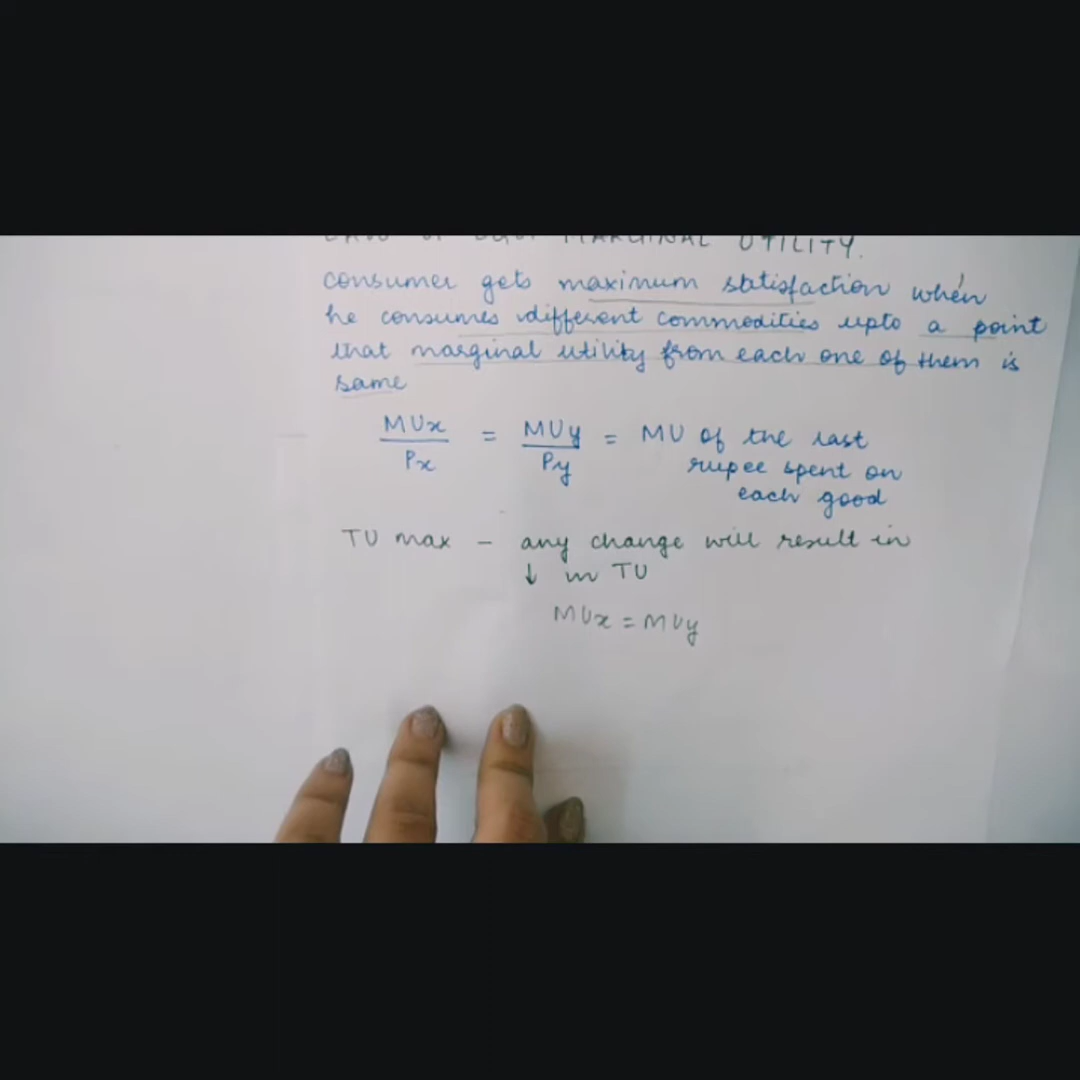 MARGINAL UTILITY.
consumer gets maximum satisfaction when
he consumes different commodities upto a point
that marginal utility from each one of them is
same
MUx / Px = MUy / Py = MU of the last
rupee spent on
each good
TU max – any change will result in
↓ in TU
MUx = MUy